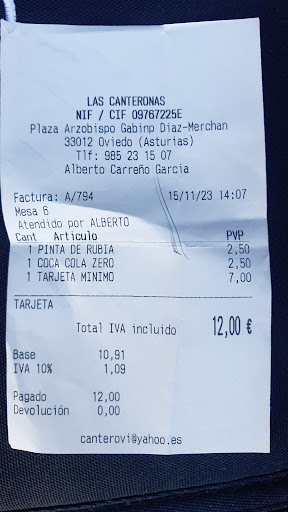 LAS CANTERONAS
NIF / CIF 09767225E
Plaza Arzobispo Gabinp Diaz-Merchan
33012 Oviedo (Asturias)
Tlf: 985 23 15 07
Alberto Carreño Garcia
Factura: A/794 15/11/23 14:07
Mesa 6
Atendido por ALBERTO
Cant Articulo PVP
1 PINTA DE RUBIA 2,50
1 COCA COLA ZERO 2,50
1 TARJETA MINIMO 7,00
TARJETA
Total IVA incluido 12,00 €
Base 10,91
IVA 10% 1,09
Pagado 12,00
Devolución 0,00
canterovi@yahoo.es